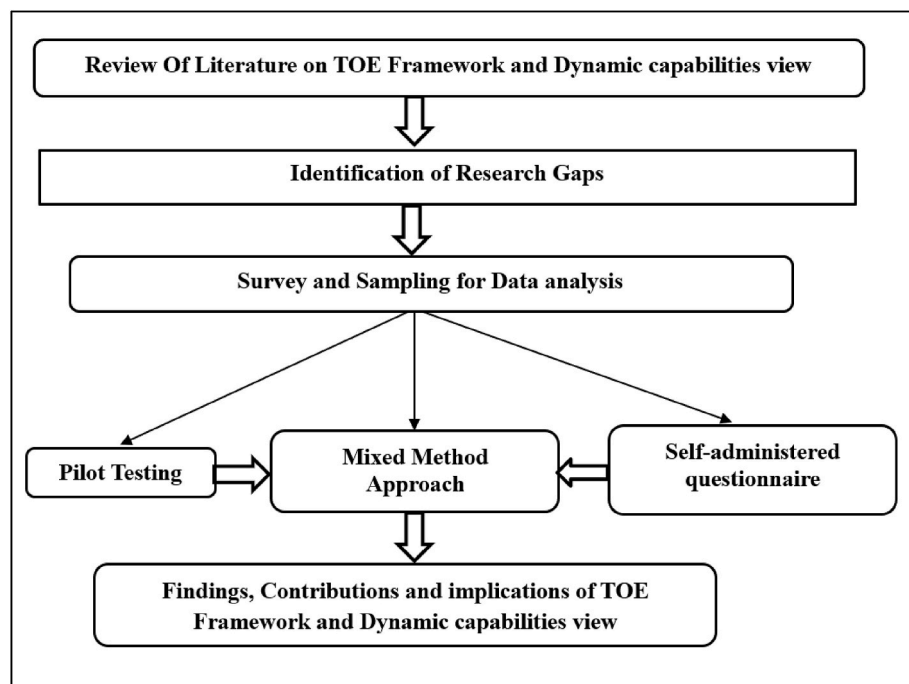 Review Of Literature on TOE Framework and Dynamic capabilities view
Identification of Research Gaps
Survey and Sampling for Data analysis
Pilot Testing
Mixed Method
Approach
Self-administered
questionnaire
Findings, Contributions and implications of TOE
Framework and Dynamic capabilities view